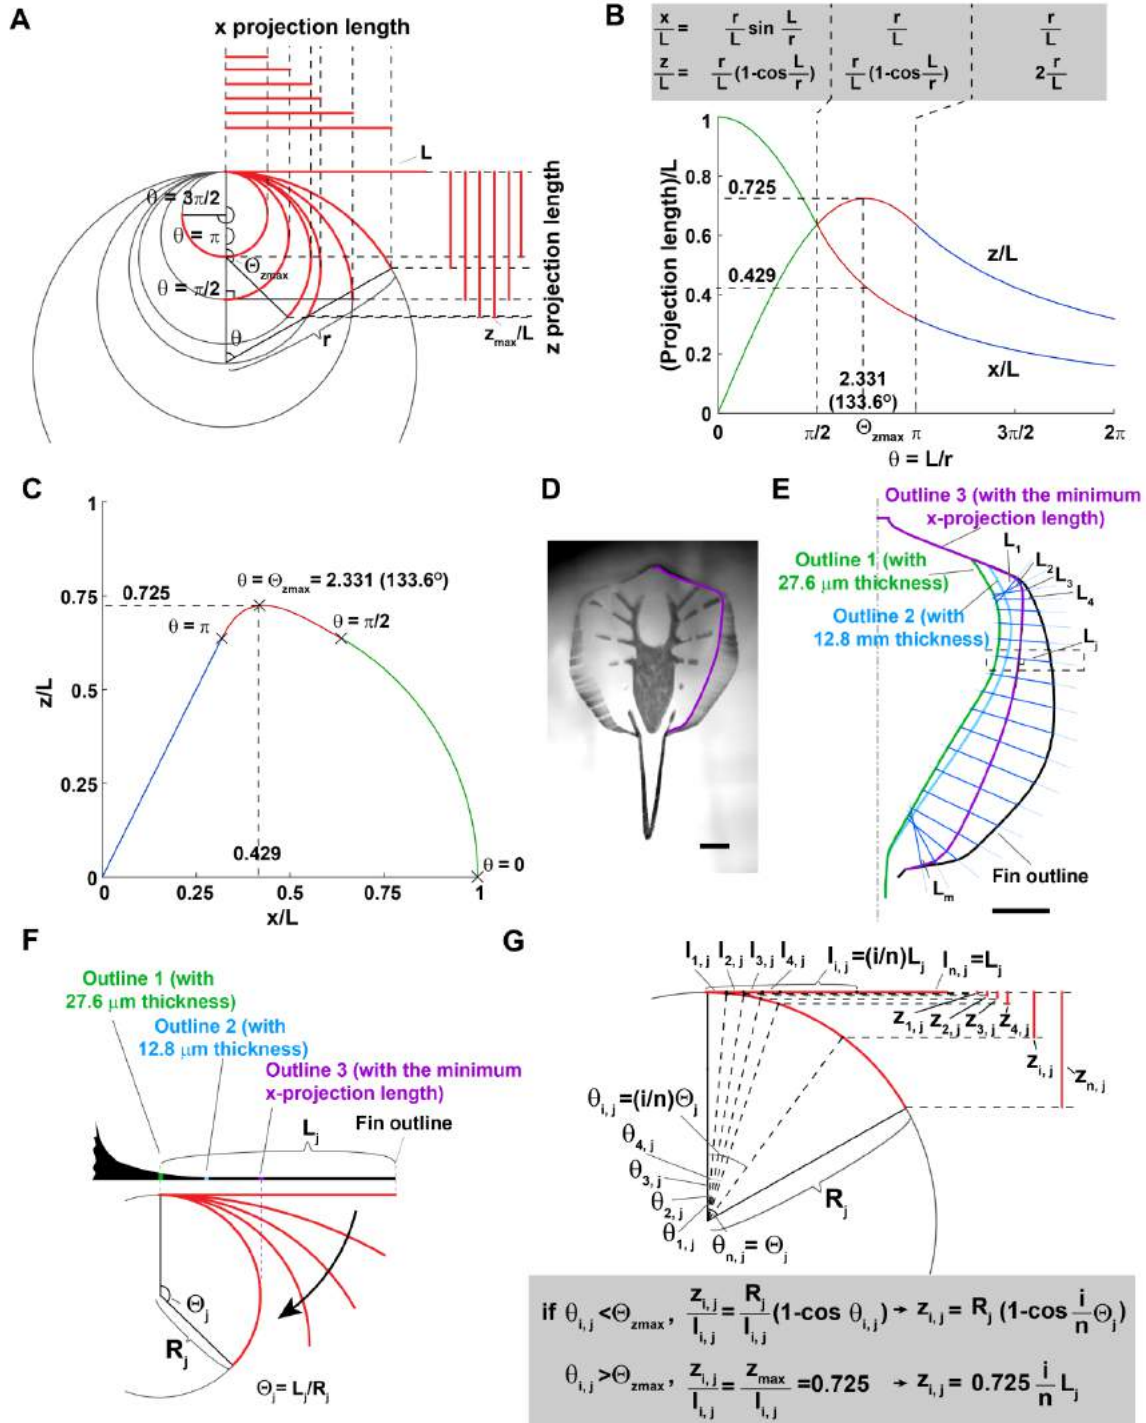 A
x projection length
L
θ = 3π/2
θ = π
Θzmax
θ = π/2
θ
r
zmax/L
z projection length
B
x/L = r/L sin L/r r/L r/L
z/L = r/L (1-cos L/r) r/L (1-cos L/r) 2 r/L
(Projection length)/L
1
0.8
0.725
0.6
0.429
0.4
0.2
0
z/L
x/L
2.331
(133.6°)
0 π/2 Θzmax π 3π/2 2π
θ = L/r
C
z/L
1
0.75
0.5
0.25
0
0.725
θ = Θzmax = 2.331 (133.6°)
θ = π
θ = π/2
θ = 0
0.429
0 0.25 0.5 0.75 1
x/L
D
E
Outline 3 (with the minimum
x-projection length)
Outline 1 (with
27.6 μm thickness)
Outline 2 (with
12.8 mm thickness)
L1
L2
L3
L4
Lj
Fin outline
Lm
F
Outline 1 (with
27.6 μm thickness)
Outline 2 (with
12.8 μm thickness)
Outline 3 (with the minimum
x-projection length)
Fin outline
Lj
Θj
Rj
Θj = Lj/Rj
G
l1, j l2, j l3, j l4, j li, j=(i/n)Lj ln, j=Lj
z1, j z2, j z3, j z4, j
zi, j
zn, j
θi, j=(i/n)Θj
θ4, j
θ3, j
θ2, j
θ1, j
θn, j= Θj
Rj
if θi, j <Θzmax, zi, j/li, j = Rj/li, j (1-cos θi, j) → zi, j = Rj (1-cos i/n Θj)
θi, j >Θzmax, zi, j/li, j = zmax/li, j =0.725 → zi, j = 0.725 i/n Lj